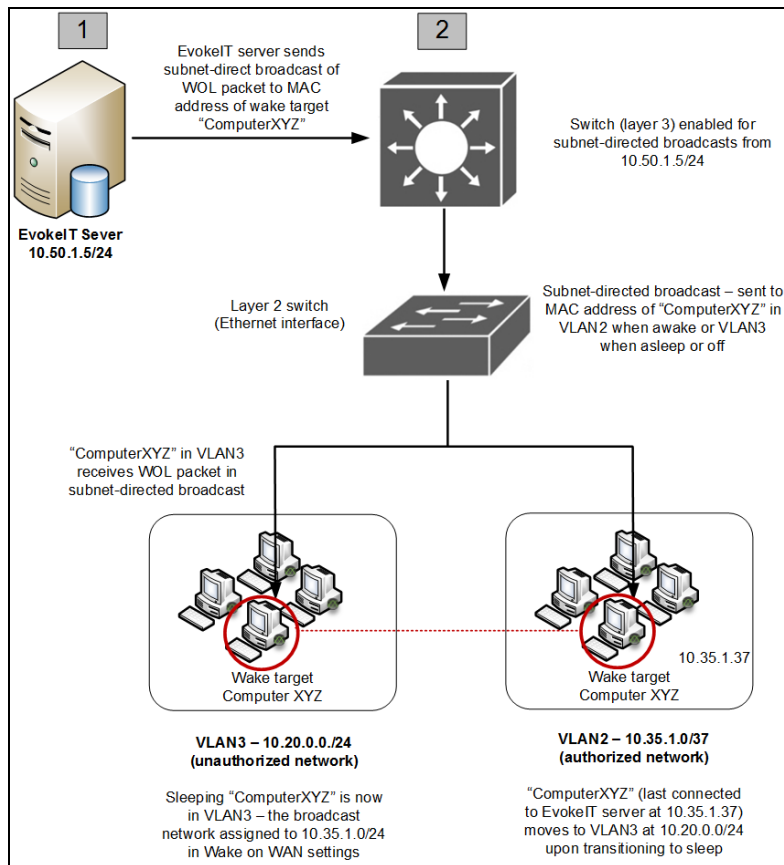 1
2
EvokeIT server sends
subnet-direct broadcast of
WOL packet to MAC
address of wake target
“ComputerXYZ”
Switch (layer 3) enabled for
subnet-directed broadcasts from
10.50.1.5/24
EvokeIT Sever
10.50.1.5/24
Layer 2 switch
(Ethernet interface)
Subnet-directed broadcast – sent to
MAC address of “ComputerXYZ” in
VLAN2 when awake or VLAN3
when asleep or off
“ComputerXYZ” in VLAN3
receives WOL packet in
subnet-directed broadcast
Wake target
Computer XYZ
10.35.1.37
Wake target
Computer XYZ
VLAN3 – 10.20.0.0./24
(unauthorized network)
Sleeping “ComputerXYZ” is now
in VLAN3 – the broadcast
network assigned to 10.35.1.0/24
in Wake on WAN settings
VLAN2 – 10.35.1.0/37
(authorized network)
“ComputerXYZ” (last connected
to EvokeIT server at 10.35.1.37)
moves to VLAN3 at 10.20.0.0/24
upon transitioning to sleep